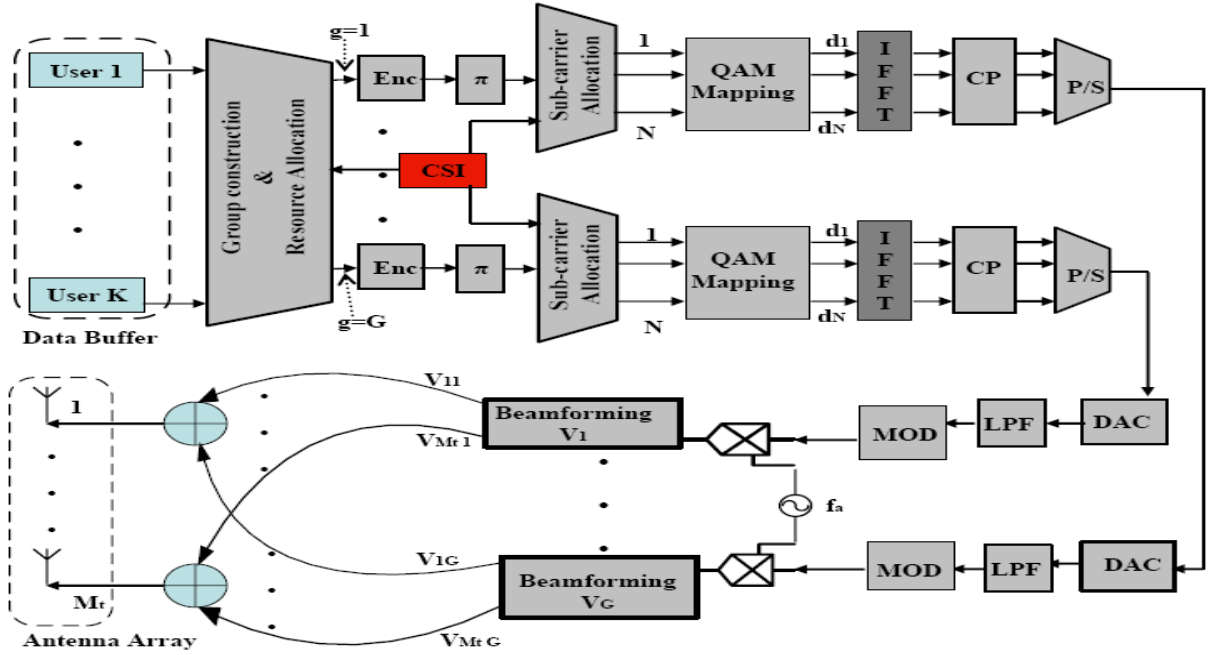 User 1
User K
Data Buffer
Group construction
&
Resource Allocation
g=1
Enc
π
CSI
Sub-carrier
Allocation
1
N
QAM
Mapping
d1
dN
I
F
F
T
CP
P/S
g=G
Enc
π
Sub-carrier
Allocation
1
N
QAM
Mapping
d1
dN
I
F
F
T
CP
P/S
1
V11
VMt 1
Beamforming
V1
MOD
LPF
DAC
fa
Mt
V1G
VMt G
Beamforming
VG
MOD
LPF
DAC
Antenna Array